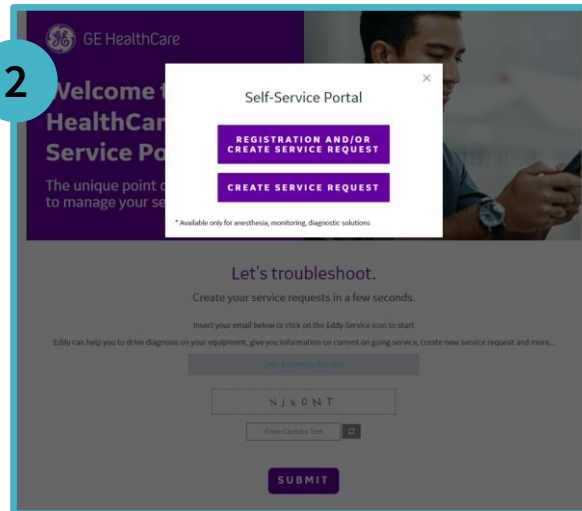 2
GE HealthCare
Welcome t
HealthCar
Service Po
The unique point o
to manage your se
×
Self-Service Portal
REGISTRATION AND/OR
CREATE SERVICE REQUEST
CREATE SERVICE REQUEST
* Available only for anesthesia, monitoring, diagnostic solutions
Let's troubleshoot.
Create your service requests in a few seconds.
Insert your email below or click on the Eddy Service icon to start
Eddy can help you to drive diagnosis on your equipment, give you information on current on going service, create new service request and more...
Enter Captcha Text
SUBMIT